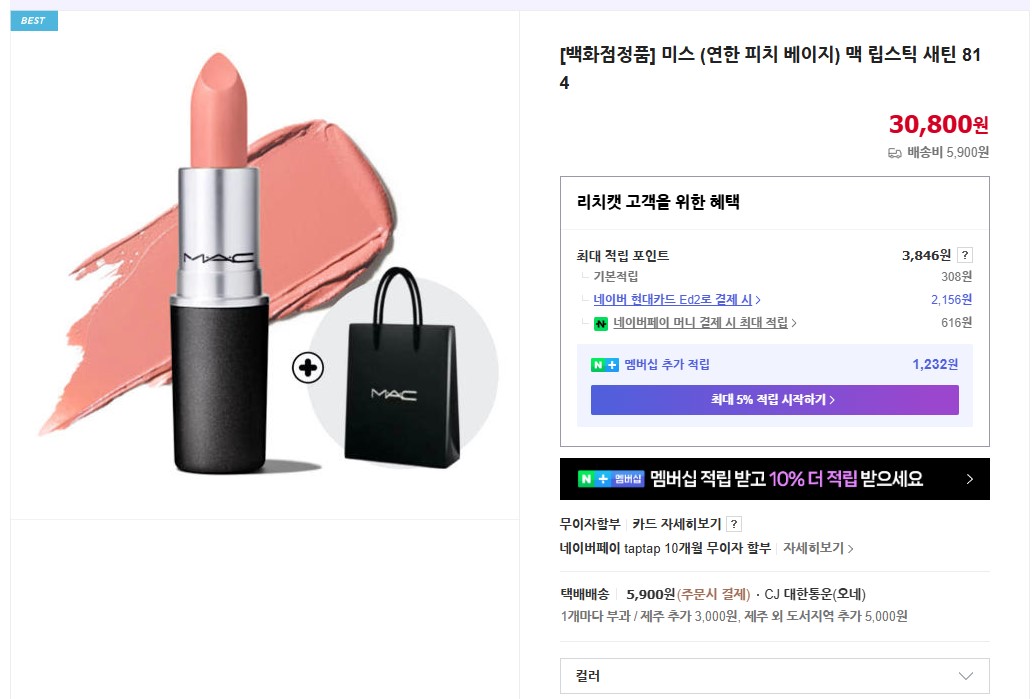 BEST
MAC
MAC
[백화점정품] 미스 (연한 피치 베이지) 맥 립스틱 새틴 81
4
30,800원
배송비 5,900원
리치캣 고객을 위한 혜택
최대 적립 포인트 3,846원 ?
기본적립 308원
네이버 현대카드 Ed2로 결제 시 > 2,156원
네이버페이 머니 결제 시 최대 적립 > 616원
N+ 멤버십 추가 적립 1,232원
최대 5% 적립 시작하기 >
N+ 멤버십 멤버십 적립 받고 10% 더 적립 받으세요 >
무이자할부 카드 자세히보기 ?
네이버페이 taptap 10개월 무이자 할부 자세히보기 >
택배배송 5,900원(주문시 결제) · CJ 대한통운(오네)
1개마다 부과 / 제주 추가 3,000원, 제주 외 도서지역 추가 5,000원
컬러